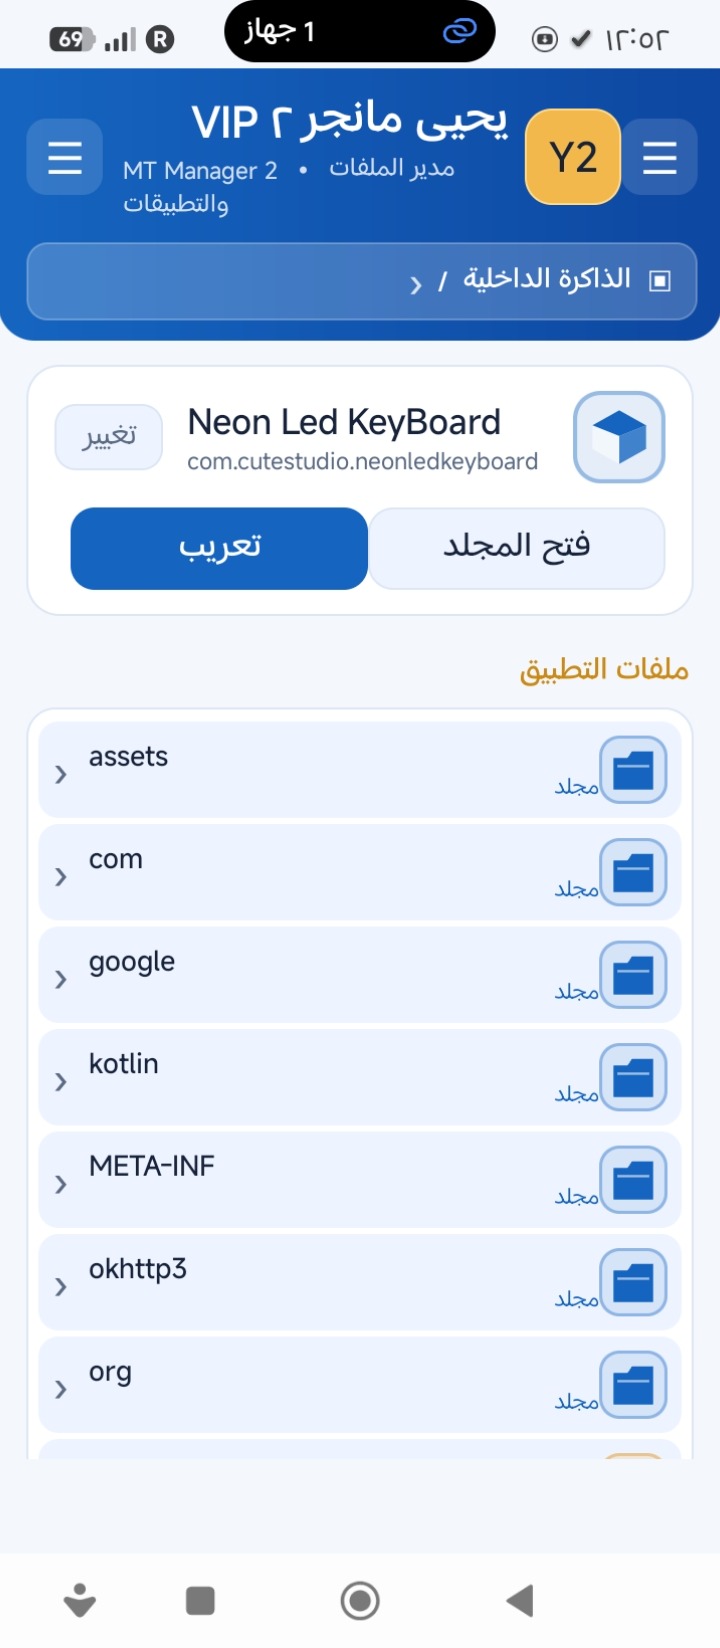 ١٢:٥٢
1 جهاز
R
69
يحيى مانجر ٢ VIP
Y2
MT Manager 2 • مدير الملفات
والتطبيقات
الذاكرة الداخلية / ‹
Neon Led KeyBoard
com.cutestudio.neonledkeyboard
تغيير
فتح المجلد
تعريب
ملفات التطبيق
assets
مجلد
com
مجلد
google
مجلد
kotlin
مجلد
META-INF
مجلد
okhttp3
مجلد
org
مجلد